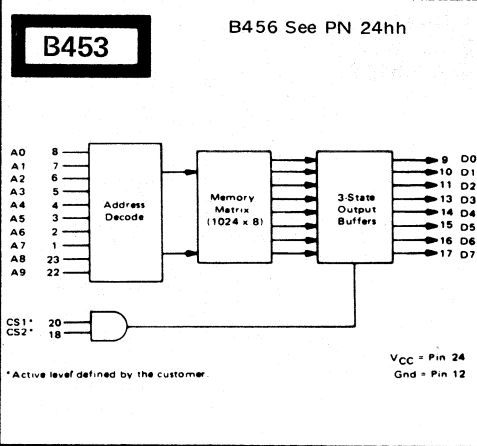 B453
B456 See PN 24hh
A0 8
A1 7
A2 6
A3 5
A4 4
A5 3
A6 2
A7 1
A8 23
A9 22
Address
Decode
Memory
Matrix
(1024 x 8)
3-State
Output
Buffers
9 D0
10 D1
11 D2
13 D3
14 D4
15 D5
16 D6
17 D7
CS1* 20
CS2* 18
*Active level defined by the customer.
VCC = Pin 24
Gnd = Pin 12